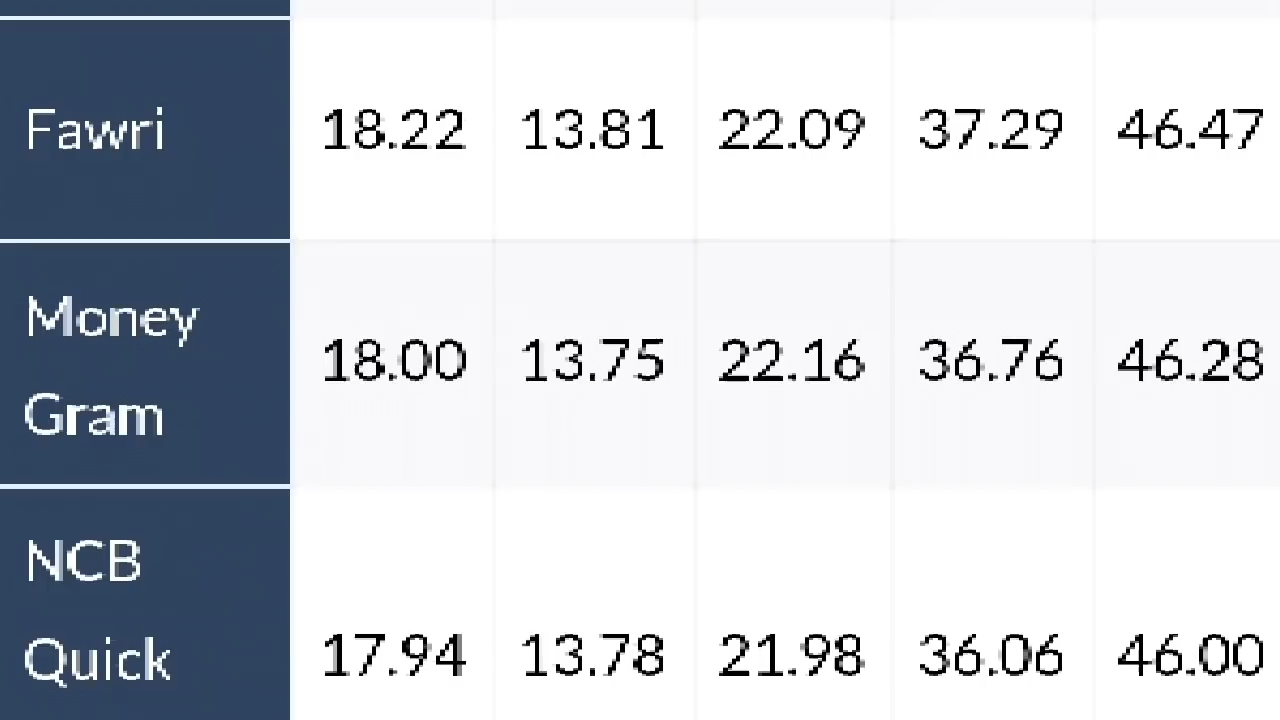 Fawri 18.22 13.81 22.09 37.29 46.47
Money
Gram 18.00 13.75 22.16 36.76 46.28
NCB
Quick 17.94 13.78 21.98 36.06 46.00